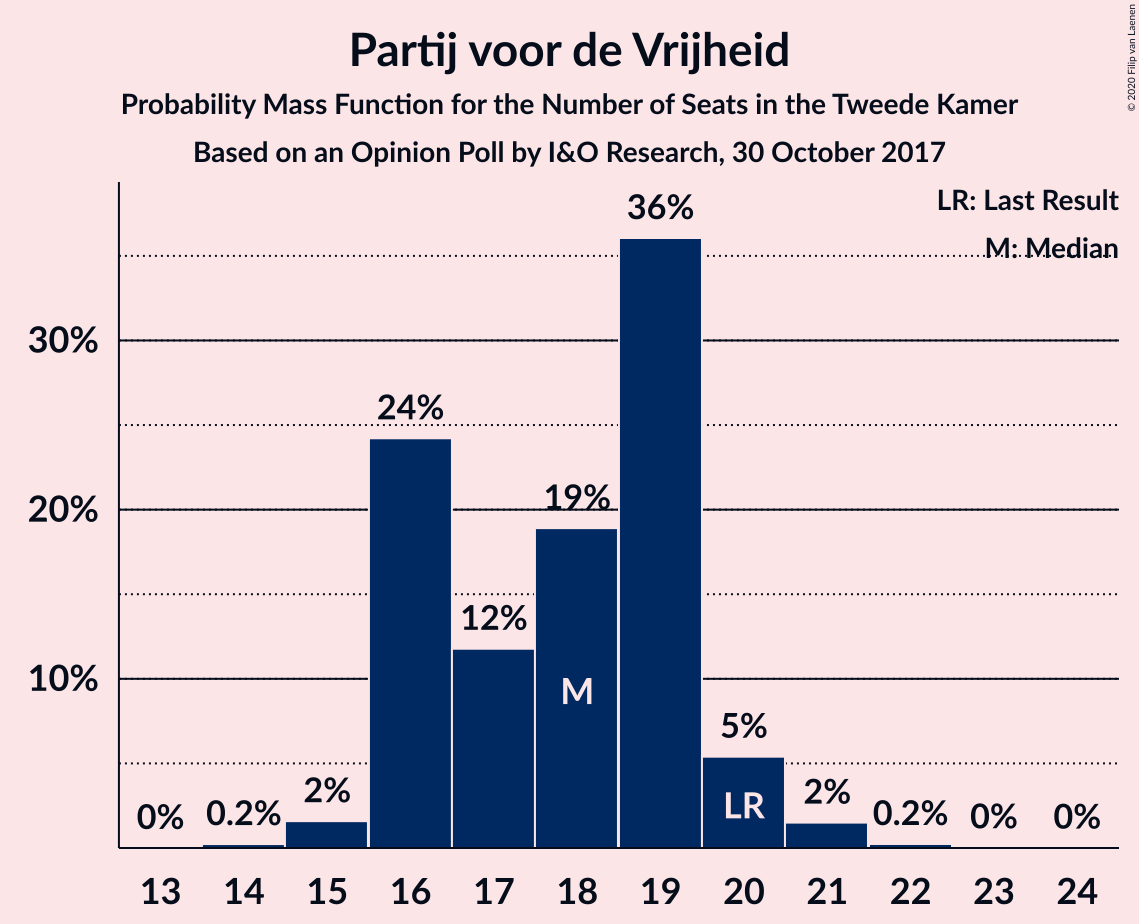 Partij voor de Vrijheid
Probability Mass Function for the Number of Seats in the Tweede Kamer
Based on an Opinion Poll by I&O Research, 30 October 2017
© 2020 Filip van Laenen
LR: Last Result
M: Median
36%
30%
24%
20%
19%
12%
10%
M
5%
LR
0%
0.2%
2%
2%
0.2%
0%
0%
13 14 15 16 17 18 19 20 21 22 23 24